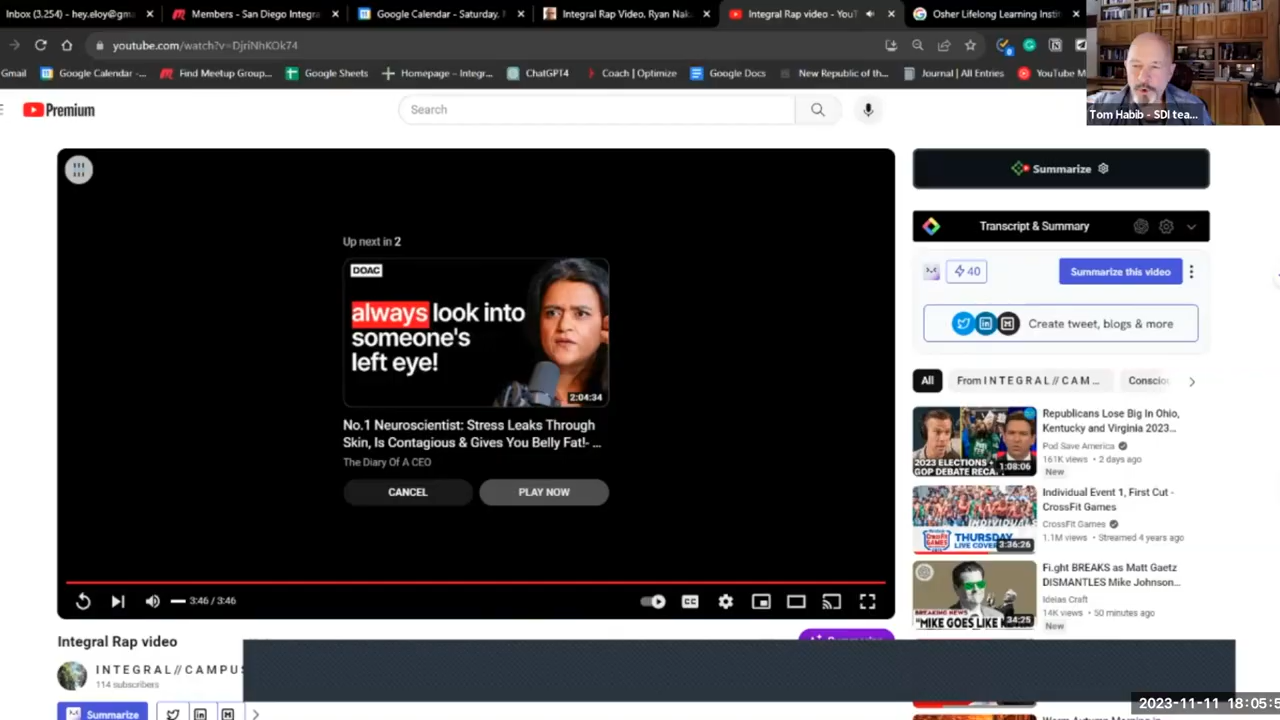 Inbox (3.254) - hey.eloy@gm
Members - San Diego Integra
Google Calendar - Saturday,
Integral Rap Video, Ryan Nak
Integral Rap video - YouT
Osher Lifelong Learning Insti
youtube.com/watch?v=DjriNhKOk74
Gmail
Google Calendar -...
Find Meetup Group...
Google Sheets
Homepage - Integr...
ChatGPT4
Coach | Optimize
Google Docs
New Republic of th...
Journal | All Entries
YouTube M
Tom Habib - SDI tea...
Premium
Search
Up next in 2
DOAC
always look into
someone's
left eye!
2:04:34
No.1 Neuroscientist: Stress Leaks Through
Skin, Is Contagious & Gives You Belly Fat!- ...
The Diary Of A CEO
CANCEL
PLAY NOW
3:46 / 3:46
CC
Integral Rap video
INTEGRAL//CAMPUS
114 subscribers
Summarize
Summarize
Transcript & Summary
40
Summarize this video
Create tweet, blogs & more
All
From INTEGRAL//CAM...
Conscio
Republicans Lose Big In Ohio,
Kentucky and Virginia 2023...
Pod Save America
161K views • 2 days ago
New
2023 ELECTIONS +
GOP DEBATE RECA
1:08:06
Individual Event 1, First Cut -
CrossFit Games
CrossFit Games
1.1M views • Streamed 4 years ago
INDIVIDUALS
THURSDAY
LIVE COVE
3:36:26
Fi.ght BREAKS as Matt Gaetz
DISMANTLES Mike Johnson...
Ideias Craft
14K views • 50 minutes ago
New
BREAKING NEWS
"MIKE GOES LIKE
34:25
2023-11-11 18:05:5